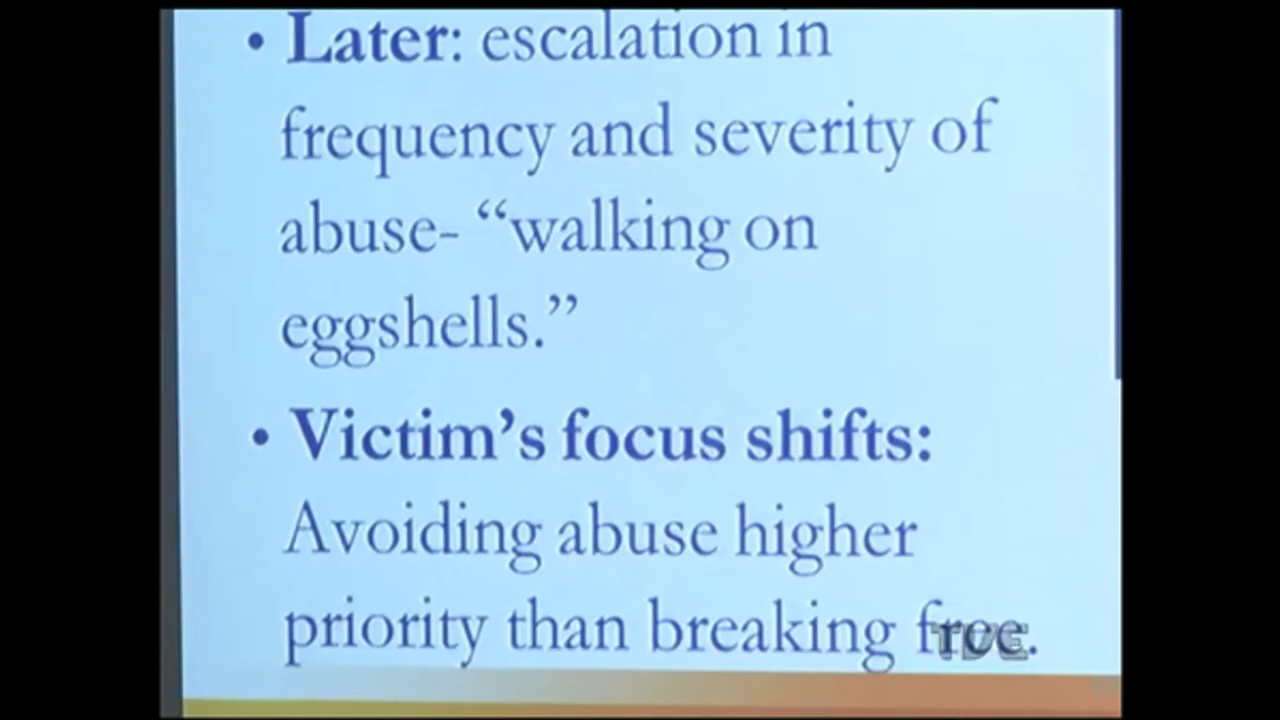 • Later: escalation in
frequency and severity of
abuse- “walking on
eggshells.”
• Victim’s focus shifts:
Avoiding abuse higher
priority than breaking free.